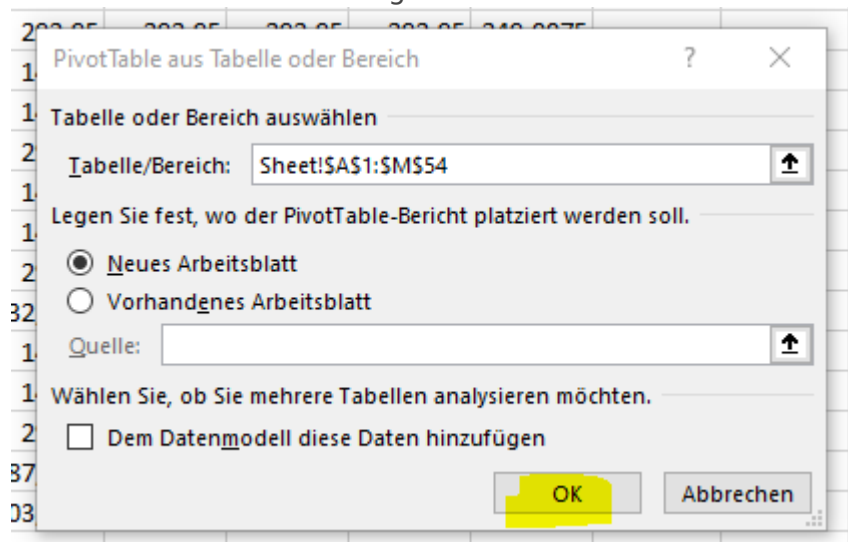 PivotTable aus Tabelle oder Bereich ? ×
Tabelle oder Bereich auswählen
Tabelle/Bereich: Sheet!$A$1:$M$54
Legen Sie fest, wo der PivotTable-Bericht platziert werden soll.
Neues Arbeitsblatt
Vorhandenes Arbeitsblatt
Quelle:
Wählen Sie, ob Sie mehrere Tabellen analysieren möchten.
Dem Datenmodell diese Daten hinzufügen
OK Abbrechen